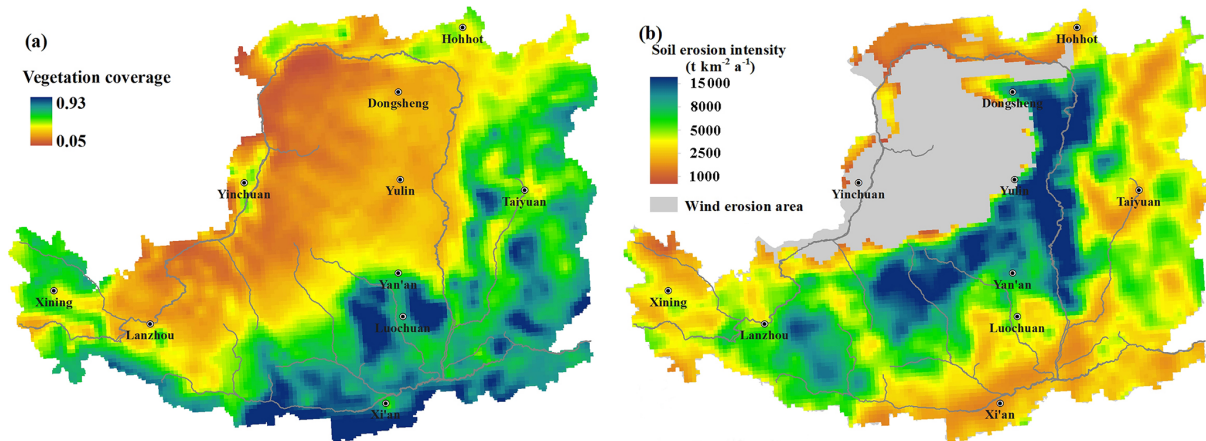 (a)
Vegetation coverage
0.93
0.05
Hohhot
Dongsheng
Yinchuan
Yulin
Taiyuan
Xining
Lanzhou
Yan'an
Luochuan
Xi'an
(b)
Soil erosion intensity
(t km-2 a-1)
15000
8000
5000
2500
1000
Wind erosion area
Hohhot
Dongsheng
Yinchuan
Yulin
Taiyuan
Xining
Lanzhou
Yan'an
Luochuan
Xi'an